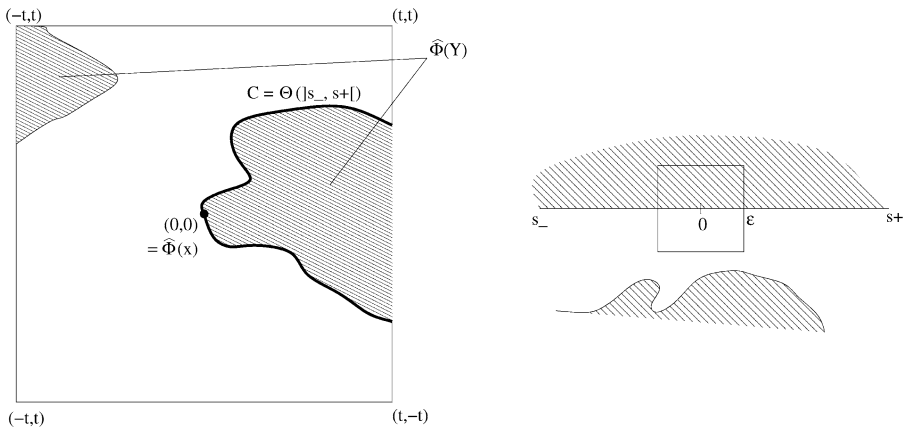 (-t,t)
(t,t)
Φ̂(Y)
C = Θ (]s_, s+[)
(0,0)
= Φ̂(x)
s_
0
ε
s+
(-t,t)
(t,-t)